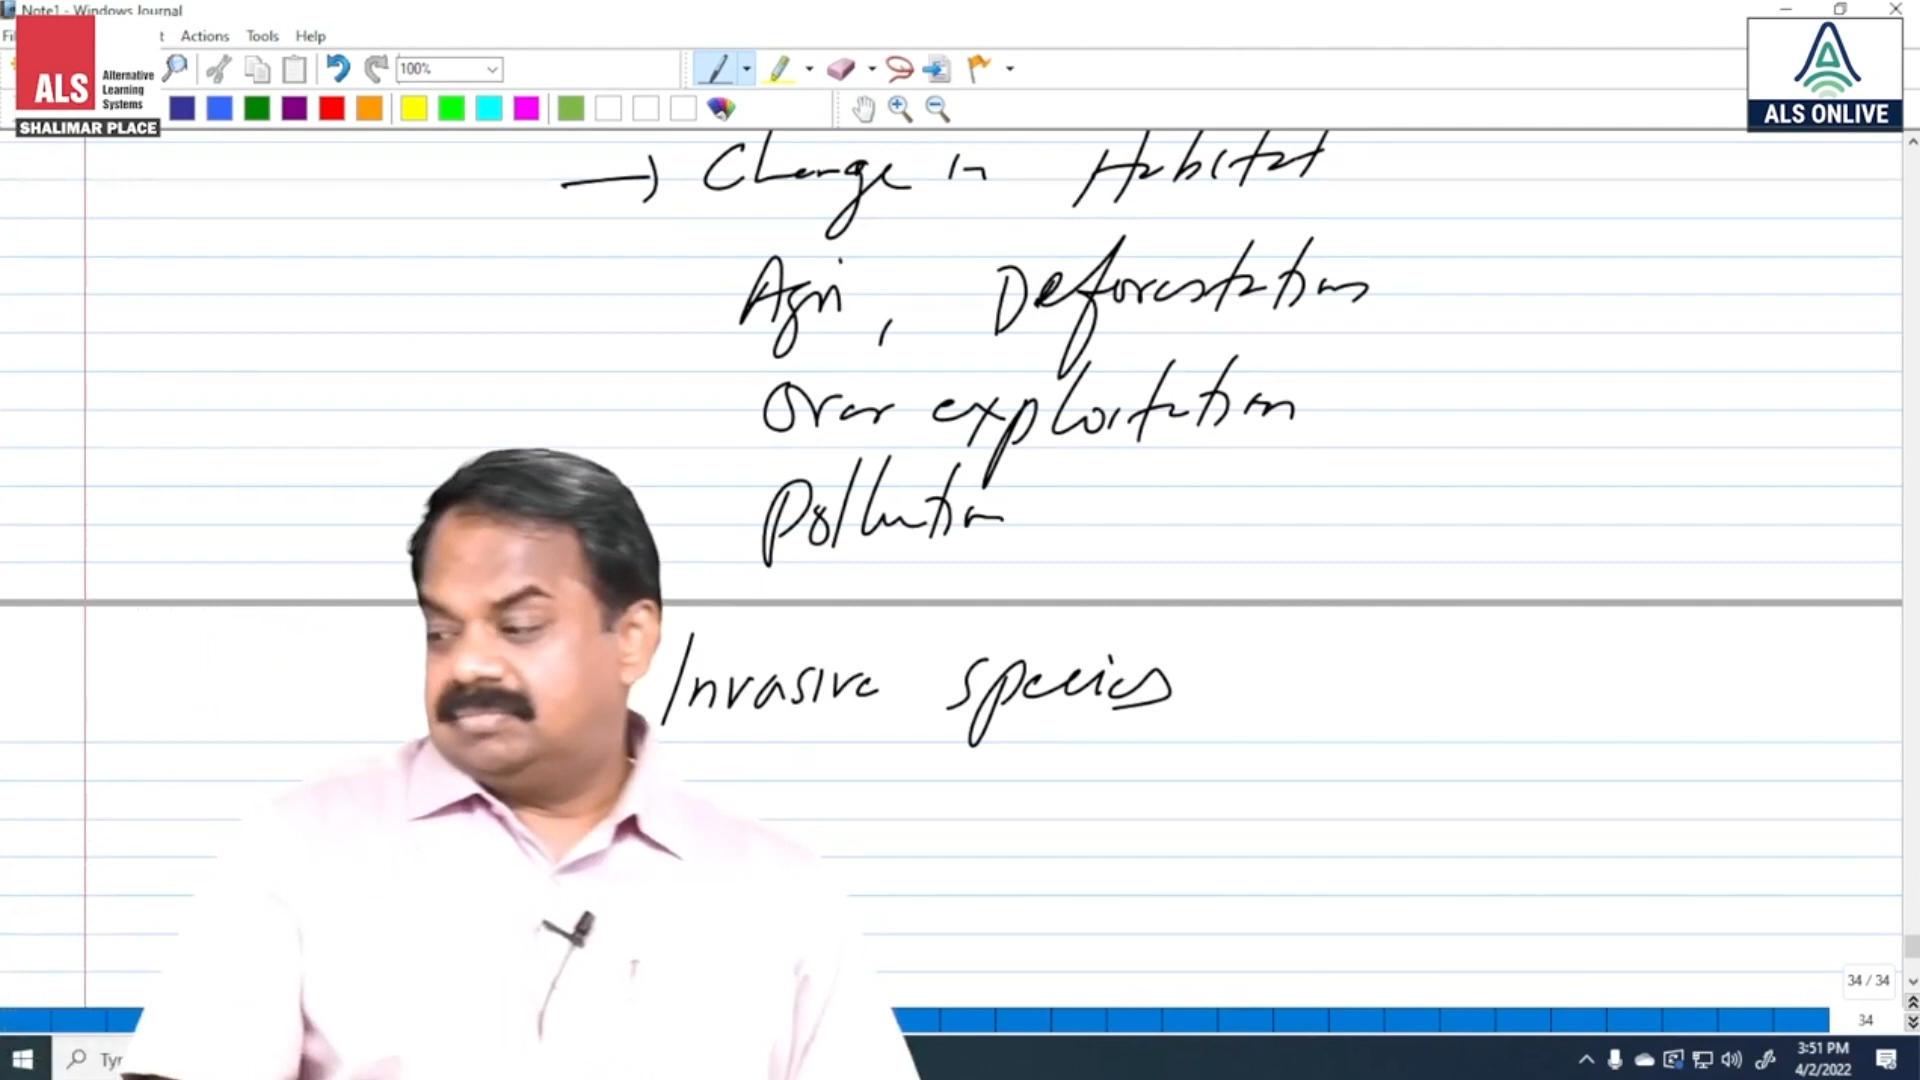 Note1 - Windows Journal
Actions Tools Help
100%
ALS
Alternative
Learning
Systems
SHALIMAR PLACE
ALS ONLIVE
→ Change in Habitat
Agri, Deforestation
Over exploitation
Pollution
Invasive species
34 / 34
34
3:51 PM
4/2/2022